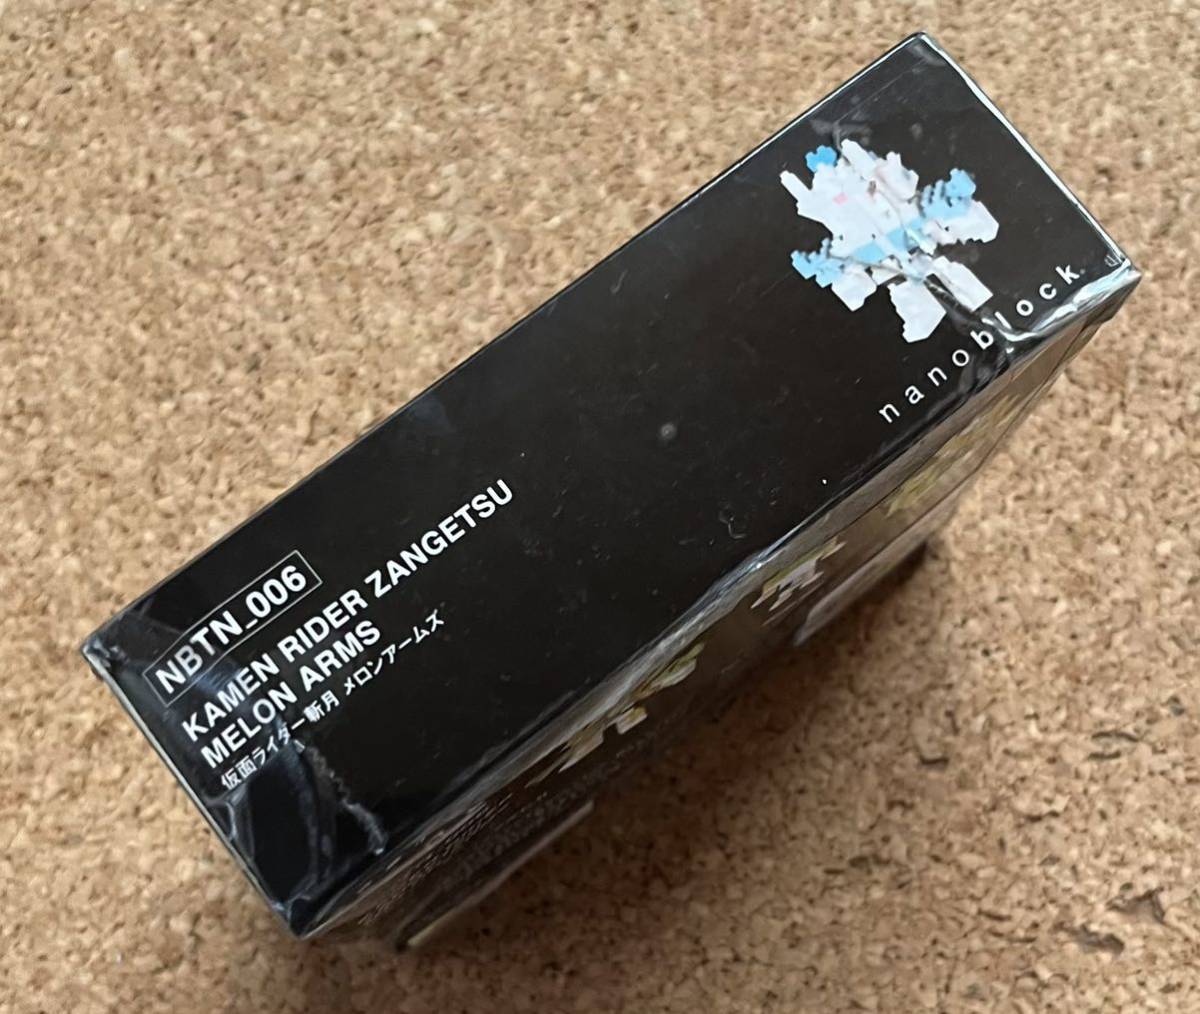 nanoblock
NBTN_006
KAMEN RIDER ZANGETSU
MELON ARMS
仮面ライダー斬月 メロンアームズ